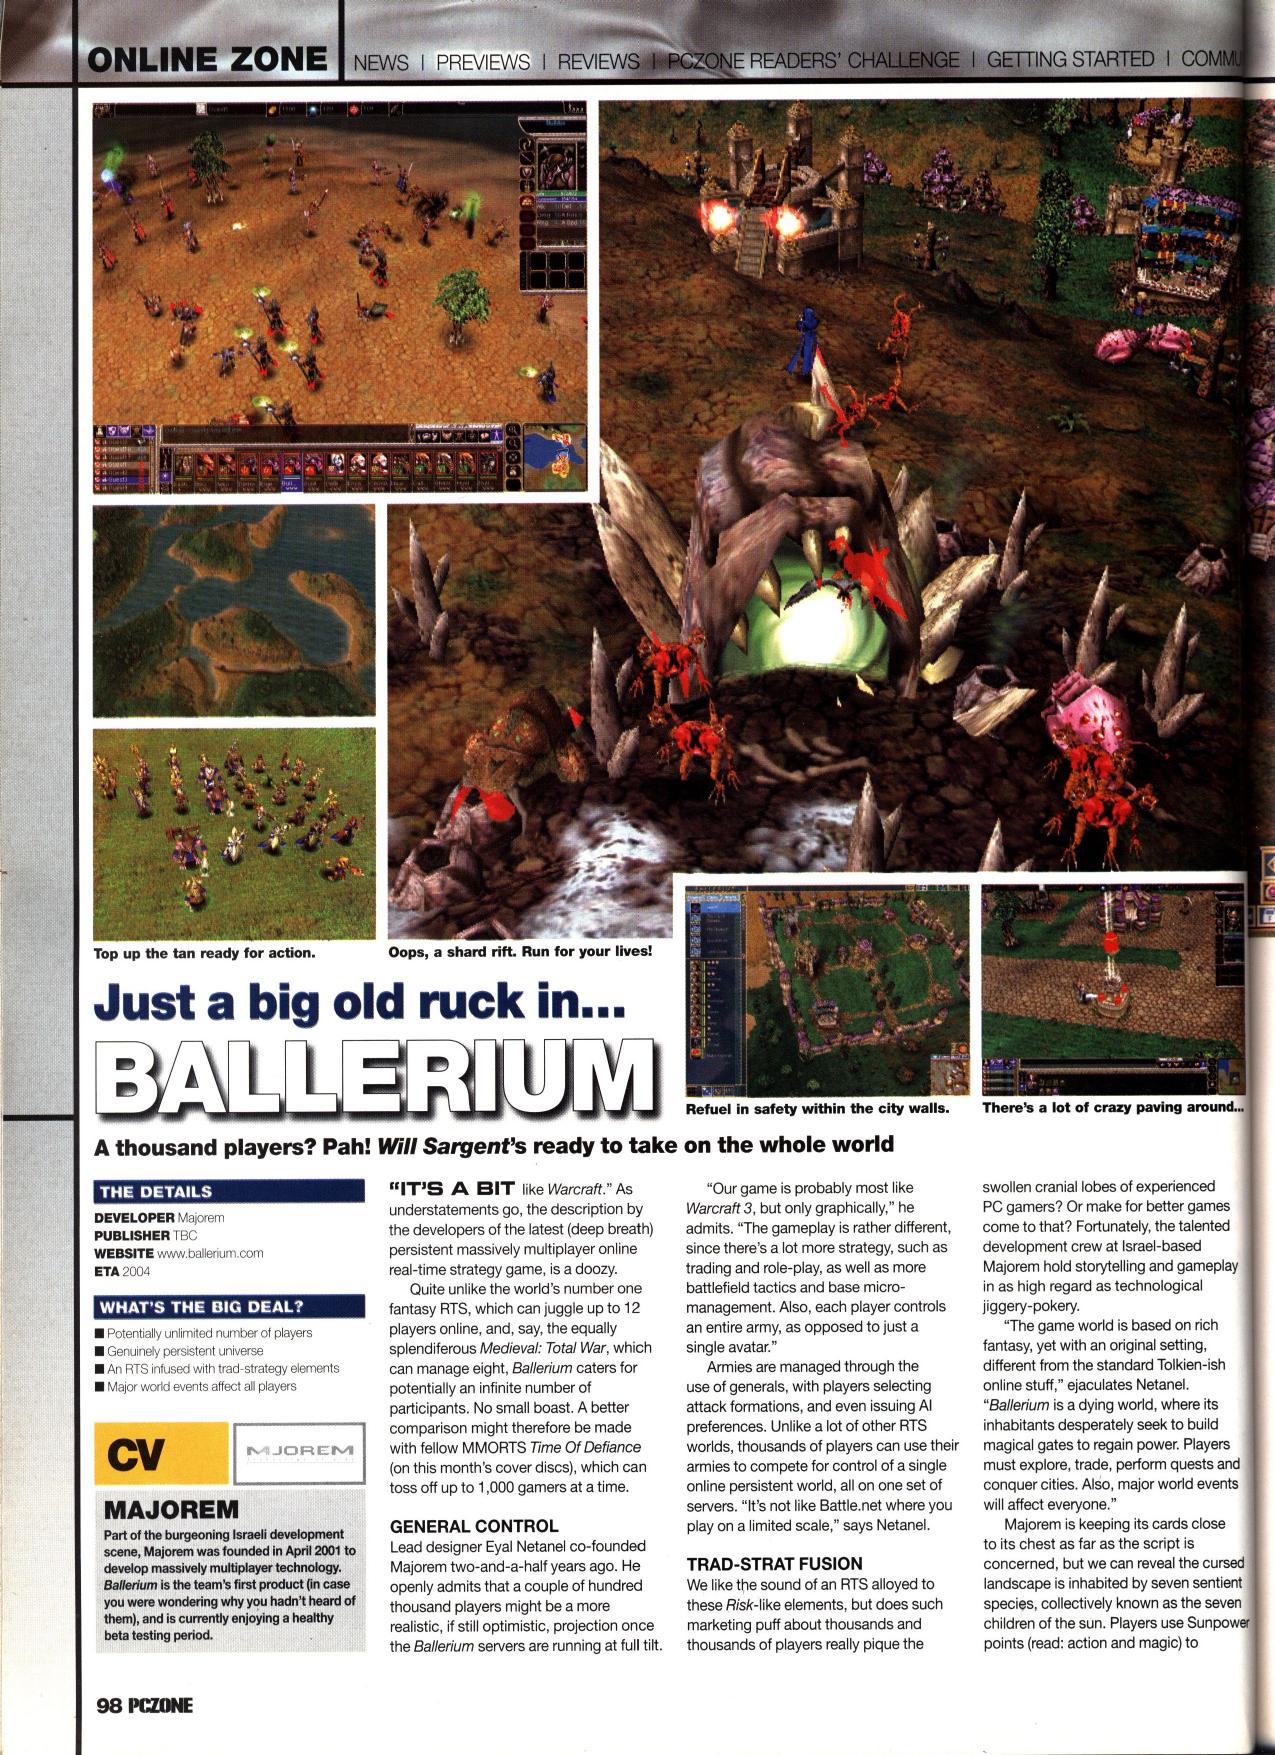 ONLINE ZONE
NEWS | PREVIEWS | REVIEWS | PCZONE READERS' CHALLENGE | GETTING STARTED |
Top up the tan ready for action.
Oops, a shard rift. Run for your lives!
Refuel in safety within the city walls.
There's a lot of crazy paving around...
Just a big old ruck in...
BALLERIUM
A thousand players? Pah! Will Sargent's ready to take on the whole world
THE DETAILS
DEVELOPER Majorem
PUBLISHER TBC
WEBSITE www.ballerium.com
ETA 2004
WHAT'S THE BIG DEAL?
■ Potentially unlimited number of players
■ Genuinely persistent universe
■ An RTS infused with trad-strategy elements
■ Major world events affect all players
CV
MAJOREM
MAJOREM
Part of the burgeoning Israeli development
scene, Majorem was founded in April 2001 to
develop massively multiplayer technology.
Ballerium is the team's first product (in case
you were wondering why you hadn't heard of
them), and is currently enjoying a healthy
beta testing period.
"IT'S A BIT like Warcraft." As
understatements go, the description by
the developers of the latest (deep breath)
persistent massively multiplayer online
real-time strategy game, is a doozy.
Quite unlike the world's number one
fantasy RTS, which can juggle up to 12
players online, and, say, the equally
splendiferous Medieval: Total War, which
can manage eight, Ballerium caters for
potentially an infinite number of
participants. No small boast. A better
comparison might therefore be made
with fellow MMORTS Time Of Defiance
(on this month's cover discs), which can
toss off up to 1,000 gamers at a time.
GENERAL CONTROL
Lead designer Eyal Netanel co-founded
Majorem two-and-a-half years ago. He
openly admits that a couple of hundred
thousand players might be a more
realistic, if still optimistic, projection once
the Ballerium servers are running at full tilt.
"Our game is probably most like
Warcraft 3, but only graphically," he
admits. "The gameplay is rather different,
since there's a lot more strategy, such as
trading and role-play, as well as more
battlefield tactics and base micro-
management. Also, each player controls
an entire army, as opposed to just a
single avatar."
Armies are managed through the
use of generals, with players selecting
attack formations, and even issuing AI
preferences. Unlike a lot of other RTS
worlds, thousands of players can use their
armies to compete for control of a single
online persistent world, all on one set of
servers. "It's not like Battle.net where you
play on a limited scale," says Netanel.
TRAD-STRAT FUSION
We like the sound of an RTS alloyed to
these Risk-like elements, but does such
marketing puff about thousands and
thousands of players really pique the
swollen cranial lobes of experienced
PC gamers? Or make for better games
come to that? Fortunately, the talented
development crew at Israel-based
Majorem hold storytelling and gameplay
in as high regard as technological
jiggery-pokery.
"The game world is based on rich
fantasy, yet with an original setting,
different from the standard Tolkien-ish
online stuff," ejaculates Netanel.
"Ballerium is a dying world, where its
inhabitants desperately seek to build
magical gates to regain power. Players
must explore, trade, perform quests and
conquer cities. Also, major world events
will affect everyone."
Majorem is keeping its cards close
to its chest as far as the script is
concerned, but we can reveal the cursed
landscape is inhabited by seven sentient
species, collectively known as the seven
children of the sun. Players use Sunpower
points (read: action and magic) to
98 PCZONE